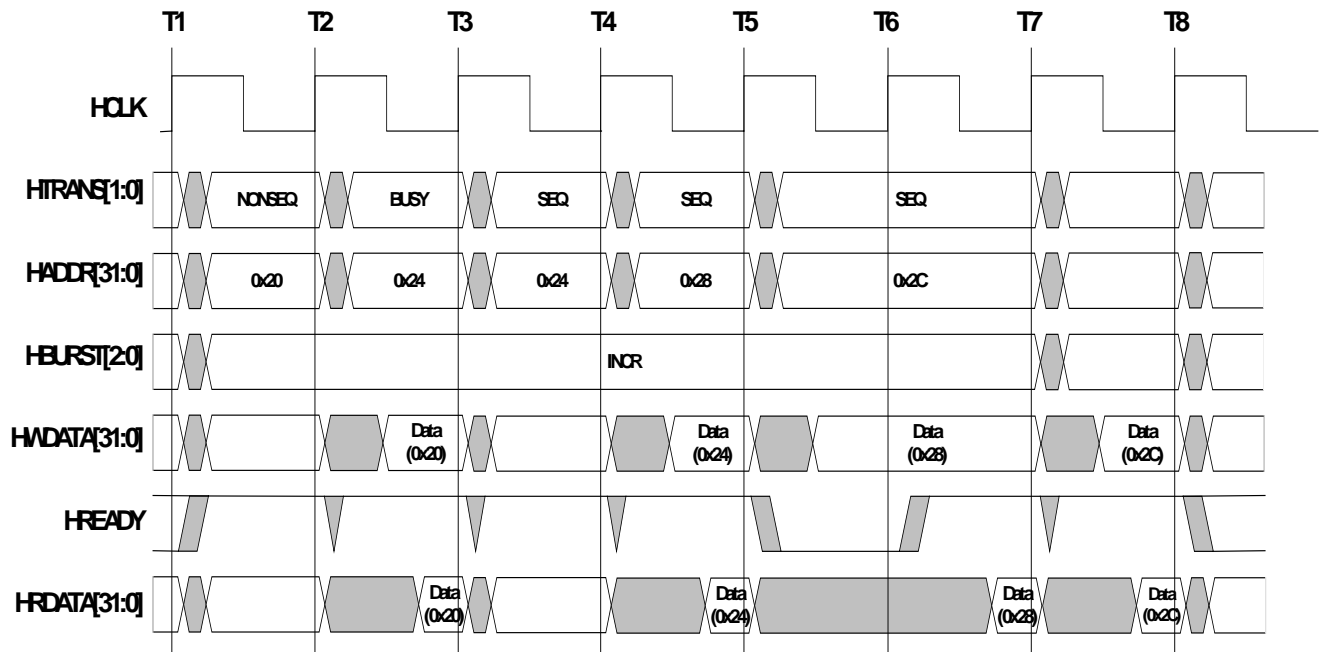 T1 T2 T3 T4 T5 T6 T7 T8
HCLK
HTRANS[1:0] NONSEQ BUSY SEQ SEQ SEQ
HADDR[31:0] 0x20 0x24 0x24 0x28 0x2C
HBURST[2:0] INCR
HWDATA[31:0] Data Data Data Data
(0x20) (0x24) (0x28) (0x2C)
HREADY
HRDATA[31:0] Data Data Data Data
(0x20) (0x24) (0x28) (0x2C)